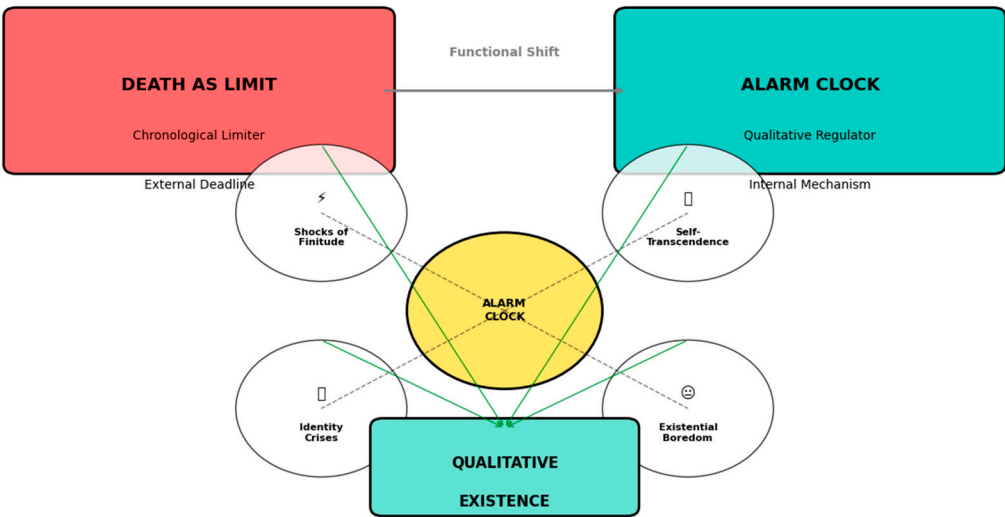 Functional Shift
DEATH AS LIMIT
Chronological Limiter
External Deadline
ALARM CLOCK
Qualitative Regulator
Internal Mechanism
Shocks of
Finitude
Self-
Transcendence
ALARM
CLOCK
Identity
Crises
Existential
Boredom
QUALITATIVE
EXISTENCE